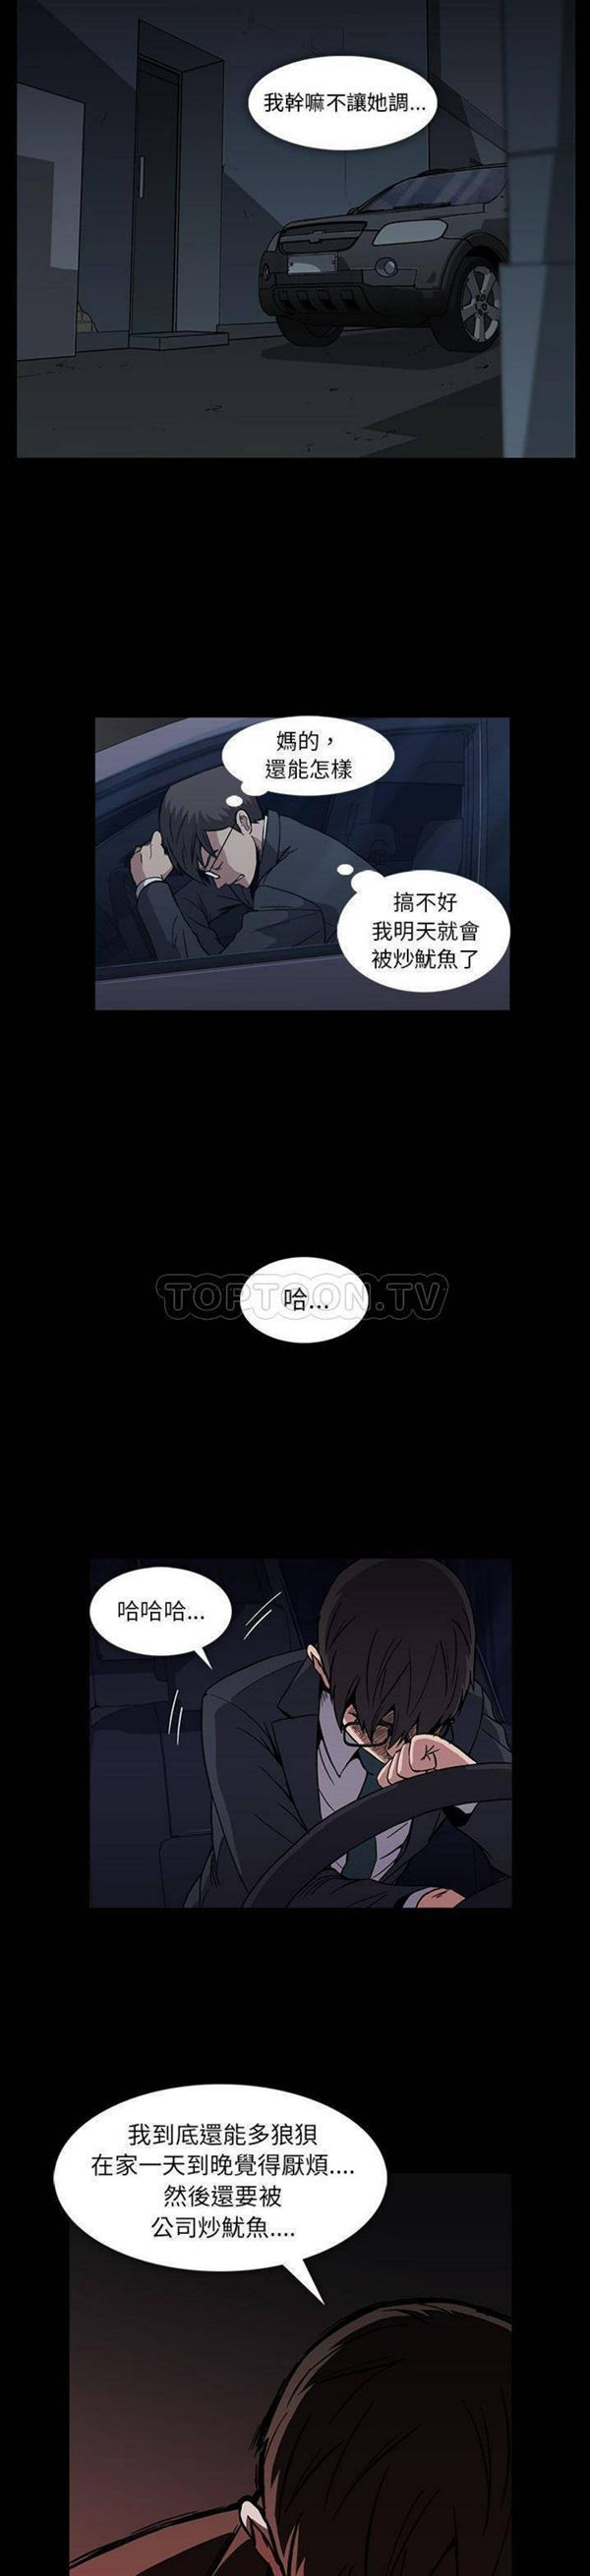 我幹嘛不讓她調...
媽的，
還能怎樣
搞不好
我明天就會
被炒魷魚了
TOPTOON.TV
哈...
哈哈哈...
我到底還能多狼狽
在家一天到晚覺得厭煩....
然後還要被
公司炒魷魚....